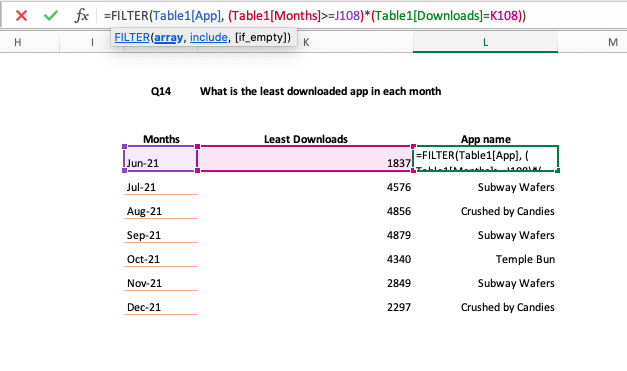 fx =FILTER(Table1[App], (Table1[Months]>=J108)*(Table1[Downloads]=K108))
FILTER(array, include, [if_empty])
H I K L M
Q14 What is the least downloaded app in each month
Months Least Downloads App name
Jun-21 1837 =FILTER(Table1[App], (
Table1[Months]>=J108)*(
Jul-21 4576 Subway Wafers
Aug-21 4856 Crushed by Candies
Sep-21 4879 Subway Wafers
Oct-21 4340 Temple Bun
Nov-21 2849 Subway Wafers
Dec-21 2297 Crushed by Candies